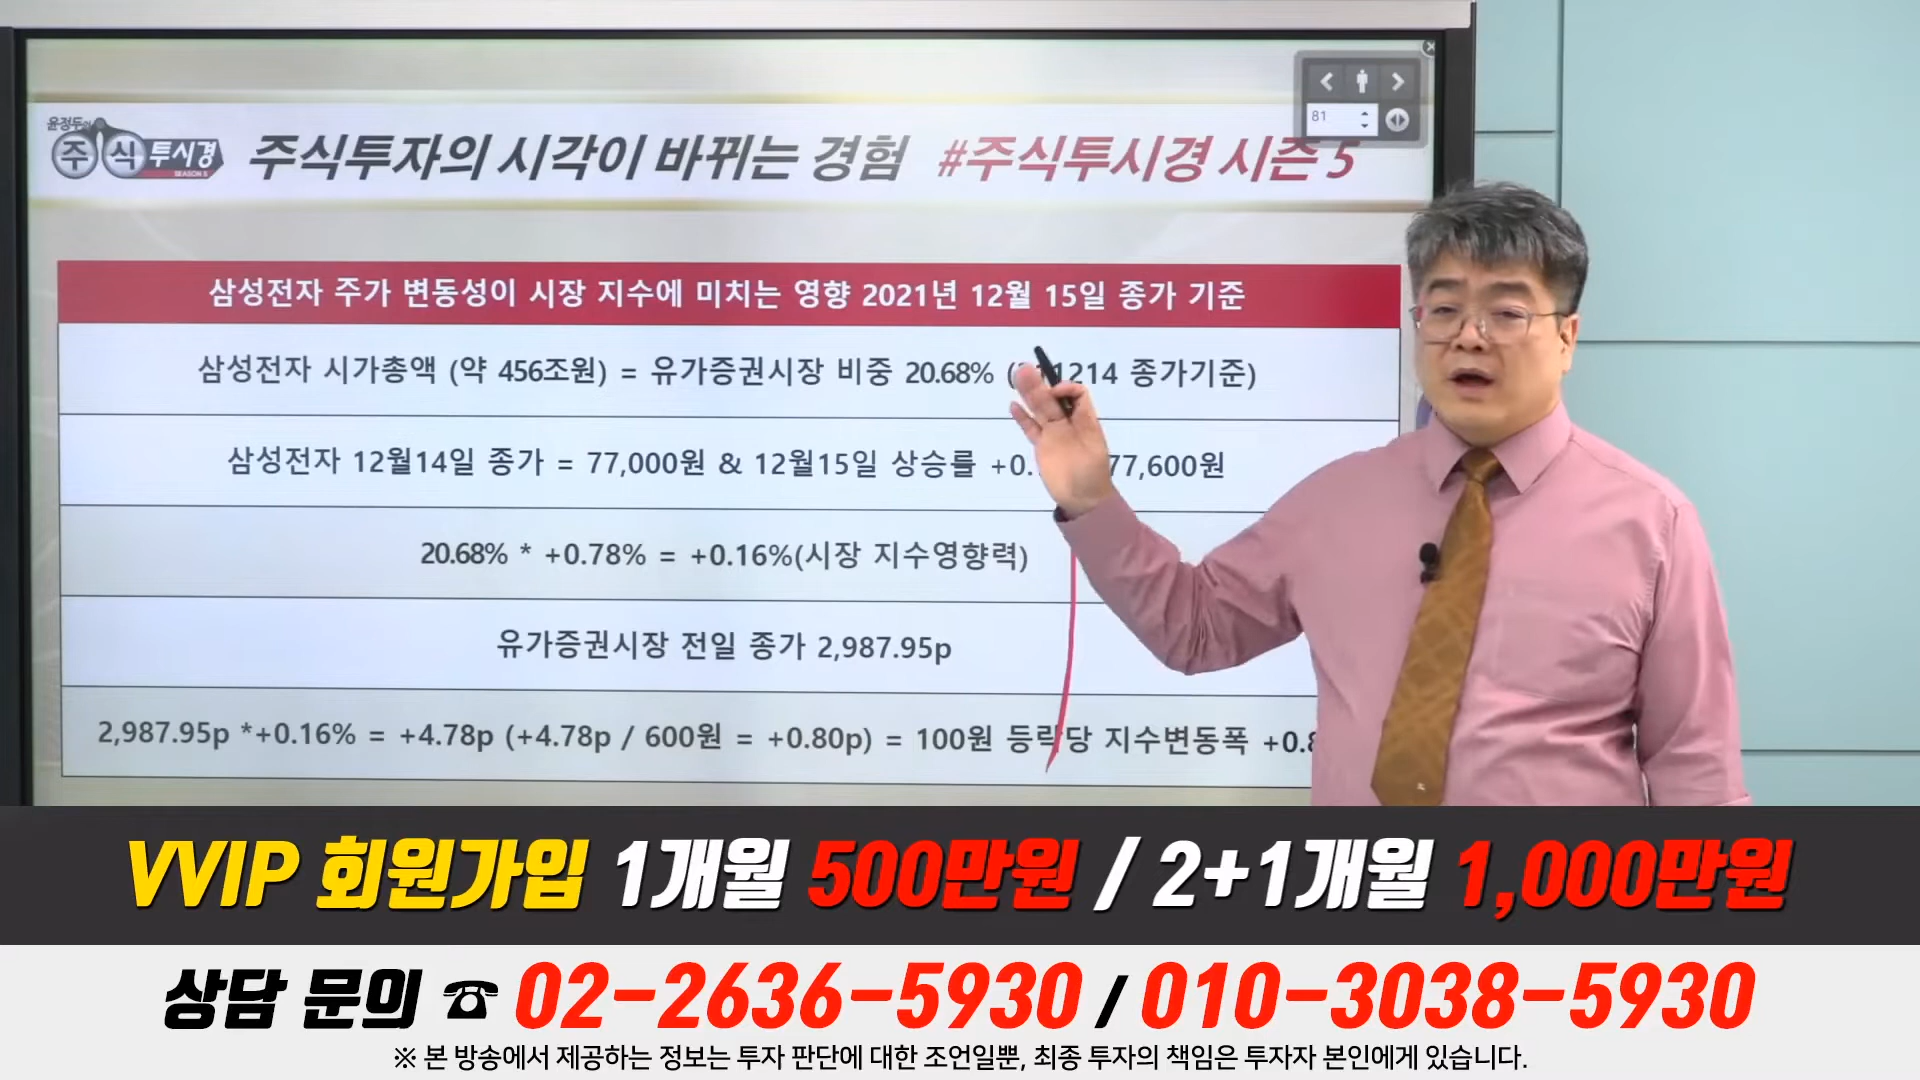 81
윤정두의
주식투시경
SEASON 5
주식투자의 시각이 바뀌는 경험 #주식투시경 시즌 5
삼성전자 주가 변동성이 시장 지수에 미치는 영향 2021년 12월 15일 종가 기준
삼성전자 시가총액 (약 456조원) = 유가증권시장 비중 20.68% ( 1214 종가기준)
삼성전자 12월14일 종가 = 77,000원 & 12월15일 상승률 +0. 77,600원
20.68% * +0.78% = +0.16%(시장 지수영향력)
유가증권시장 전일 종가 2,987.95p
2,987.95p *+0.16% = +4.78p (+4.78p / 600원 = +0.80p) = 100원 등락당 지수변동폭
VVIP 회원가입 1개월 500만원 / 2+1개월 1,000만원
상담 문의 ☎ 02-2636-5930 / 010-3038-5930
※ 본 방송에서 제공하는 정보는 투자 판단에 대한 조언일뿐, 최종 투자의 책임은 투자자 본인에게 있습니다.